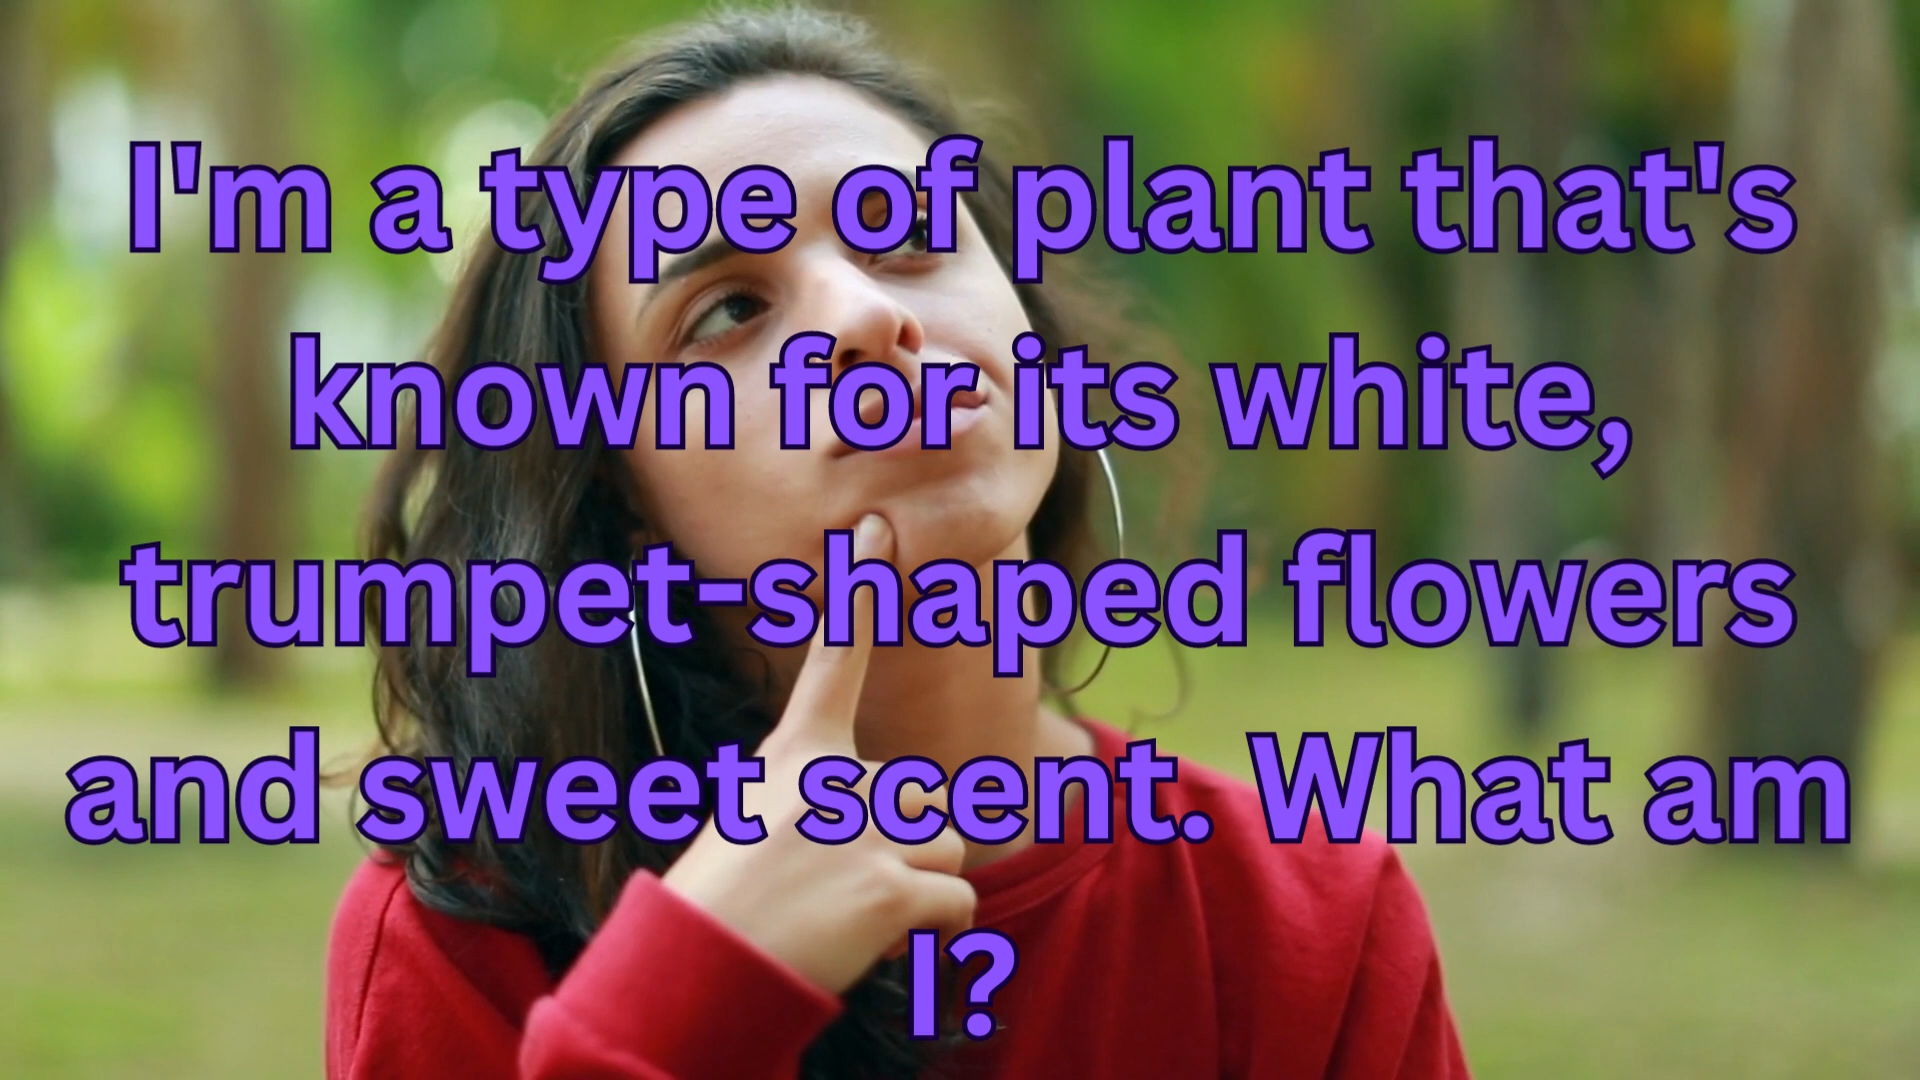 I'm a type of plant that's
known for its white,
trumpet-shaped flowers
and sweet scent. What am
I?